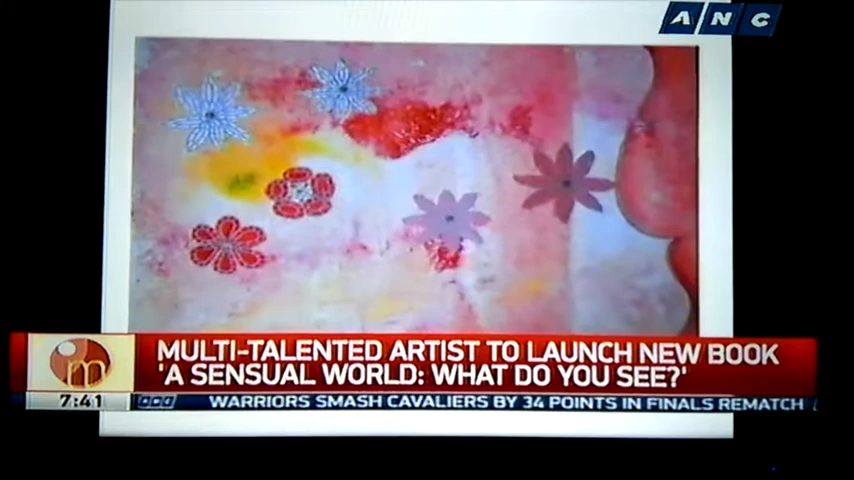 ANC
MULTI-TALENTED ARTIST TO LAUNCH NEW BOOK
'A SENSUAL WORLD: WHAT DO YOU SEE?'
m
7:41
ANC
WARRIORS SMASH CAVALIERS BY 34 POINTS IN FINALS REMATCH